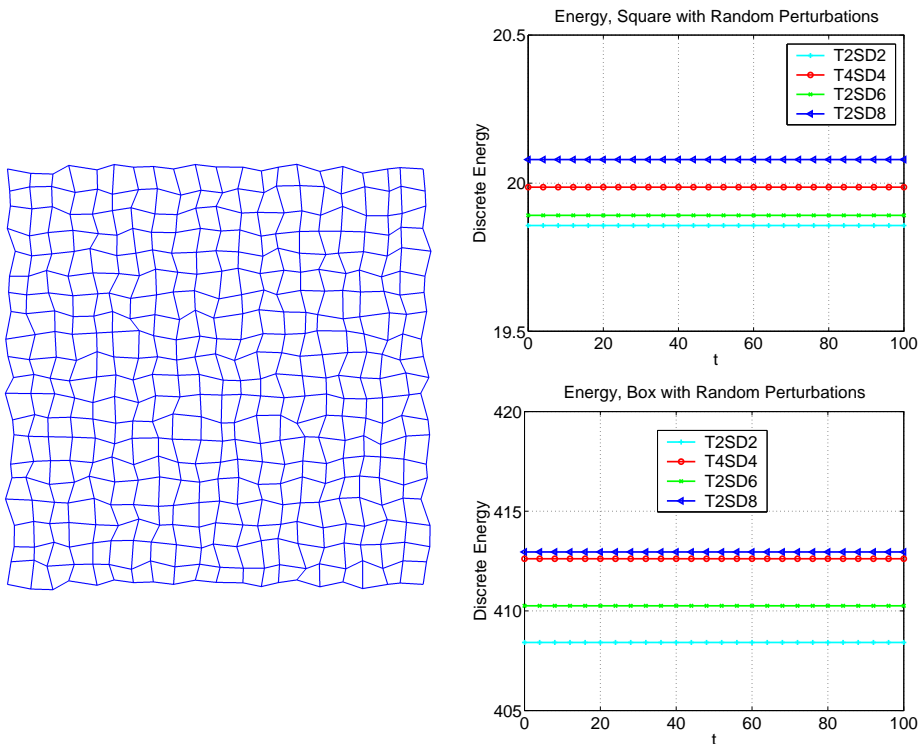 Energy, Square with Random Perturbations
20.5
20
19.5
Discrete Energy
T2SD2
T4SD4
T2SD6
T2SD8
0 20 40 60 80 100
t
Energy, Box with Random Perturbations
420
415
410
405
Discrete Energy
T2SD2
T4SD4
T2SD6
T2SD8
0 20 40 60 80 100
t